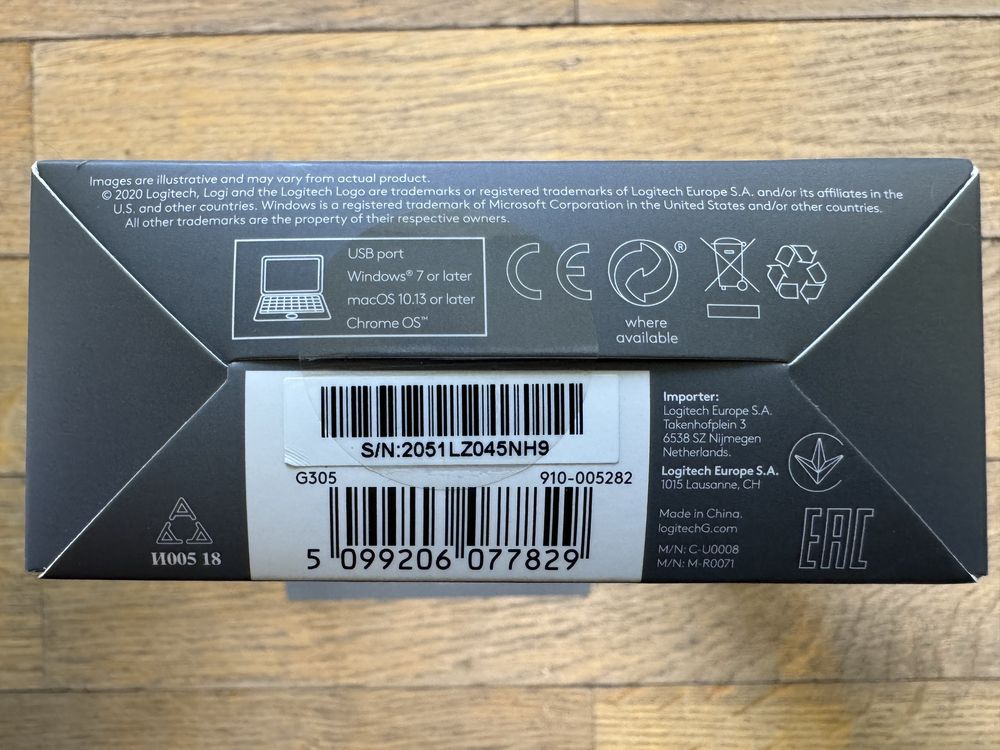 Images are illustrative and may vary from actual product.
© 2020 Logitech, Logi and the Logitech Logo are trademarks or registered trademarks of Logitech Europe S.A. and/or its affiliates in the
U.S. and other countries. Windows is a registered trademark of Microsoft Corporation in the United States and/or other countries.
All other trademarks are the property of their respective owners.
USB port
Windows® 7 or later
macOS 10.13 or later
Chrome OS™
CE
®
where
available
S/N:2051LZ045NH9
G305 910-005282
5 099206 077829
Importer:
Logitech Europe S.A.
Takenhofplein 3
6538 SZ Nijmegen
Netherlands.
Logitech Europe S.A.
1015 Lausanne, CH
Made in China.
logitechG.com
M/N: C-U0008
M/N: M-R0071
EAC
И005 18